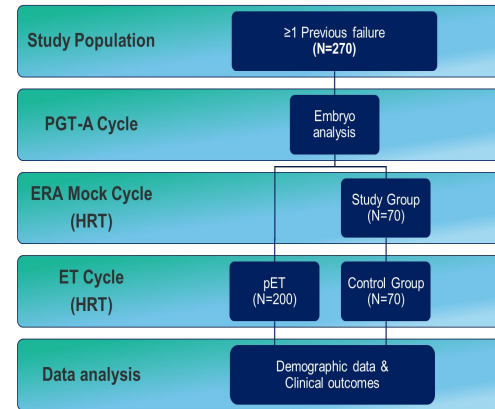 Study Population
≥1 Previous failure
(N=270)
PGT-A Cycle
Embryo
analysis
ERA Mock Cycle
(HRT)
Study Group
(N=70)
ET Cycle
(HRT)
pET
(N=200)
Control Group
(N=70)
Data analysis
Demographic data &
Clinical outcomes